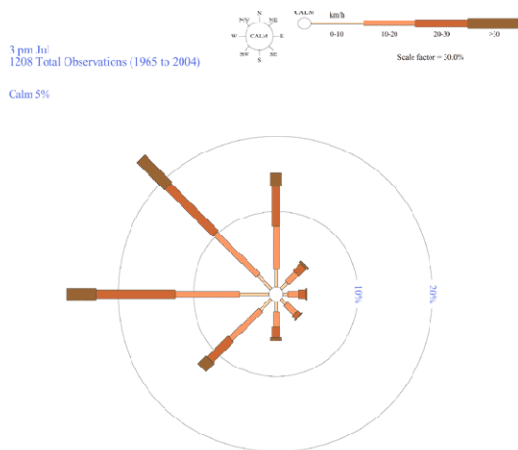 CALM
km/h
0-10 10-20 20-30 >30
Scale factor = 30.0%
N
NW NE
W CALM E
SW SE
S
3 pm Jul
1208 Total Observations (1965 to 2004)
Calm 5%
10%
20%